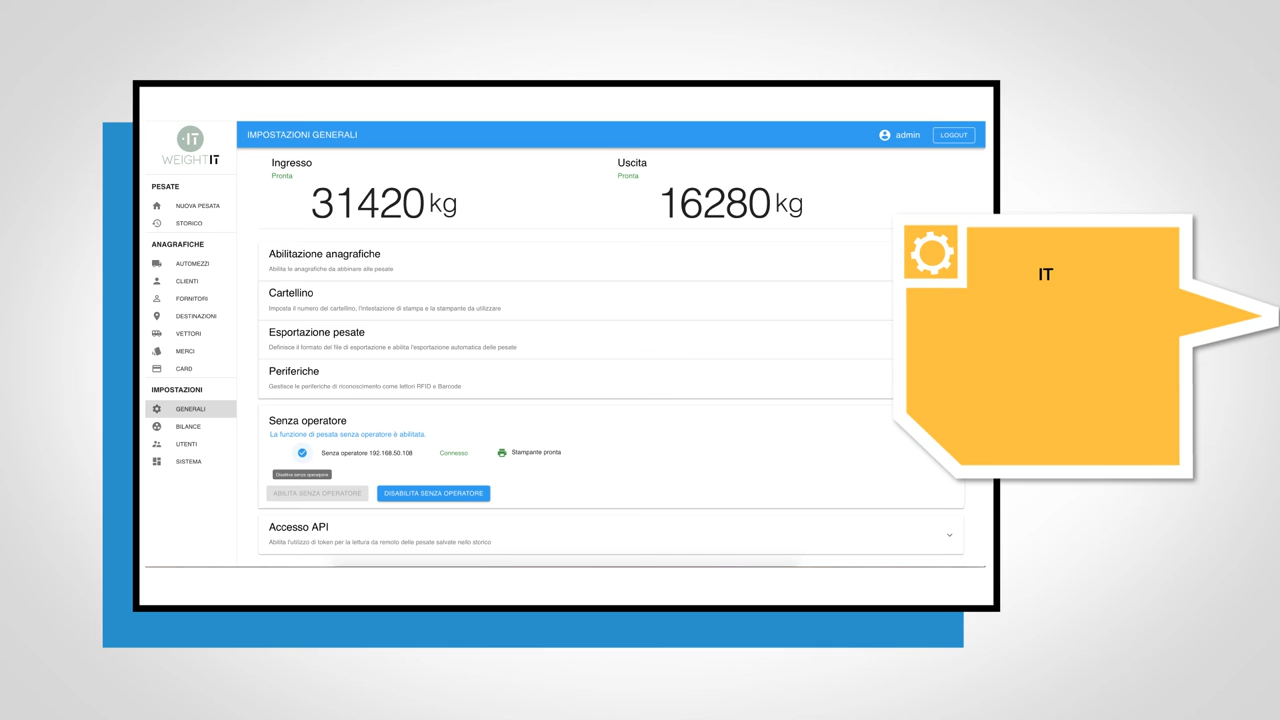 ·IT
WEIGHTIT
IMPOSTAZIONI GENERALI
admin
LOGOUT
PESATE
NUOVA PESATA
STORICO
ANAGRAFICHE
AUTOMEZZI
CLIENTI
FORNITORI
DESTINAZIONI
VETTORI
MERCI
CARD
IMPOSTAZIONI
GENERALI
BILANCE
UTENTI
SISTEMA
Ingresso
Pronta
31420 kg
Uscita
Pronta
16280 kg
Abilitazione anagrafiche
Abilita le anagrafiche da abbinare alle pesate
Cartellino
Imposta il numero del cartellino, l'intestazione di stampa e la stampante da utilizzare
Esportazione pesate
Definisce il formato del file di esportazione e abilita l'esportazione automatica delle pesate
Periferiche
Gestisce le periferiche di riconoscimento come lettori RFID e Barcode
Senza operatore
La funzione di pesata senza operatore è abilitata.
Senza operatore 192.168.50.108 Connesso Stampante pronta
Disattiva senza operatore
ABILITA SENZA OPERATORE
DISABILITA SENZA OPERATORE
Accesso API
Abilita l'utilizzo di token per la lettura da remoto delle pesate salvate nello storico
IT